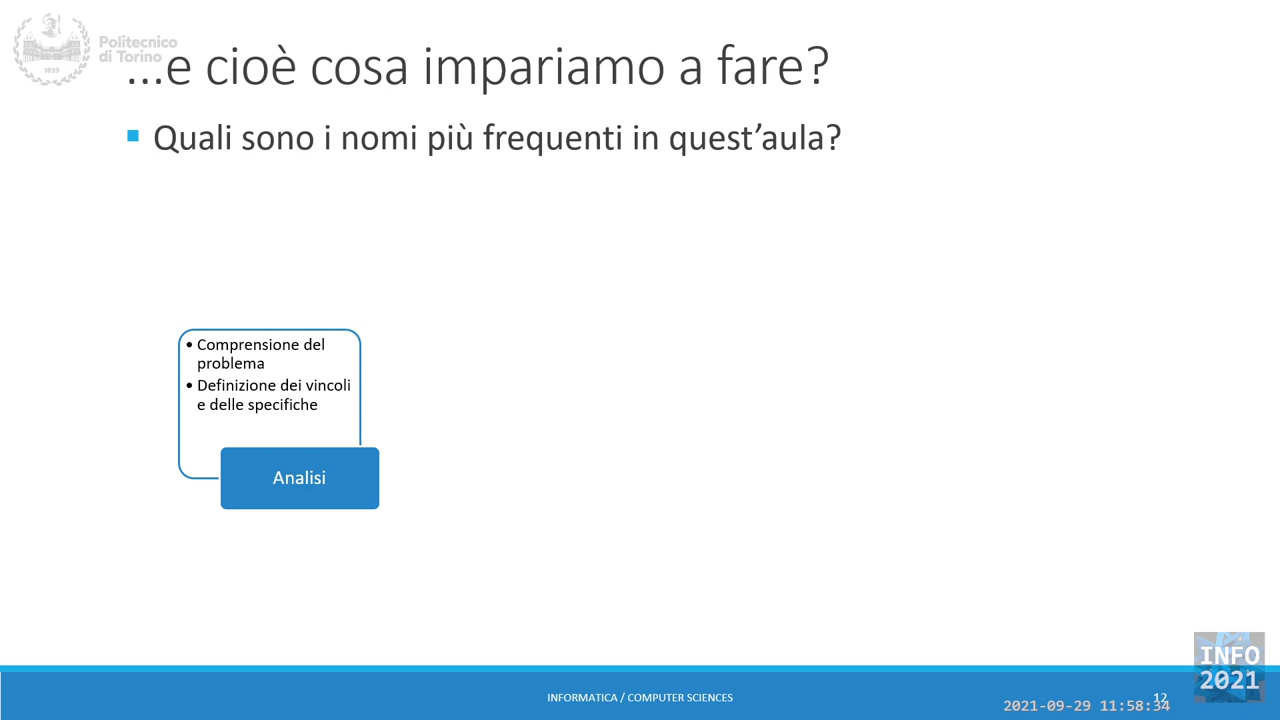 Politecnico
di Torino
1859
...e cioè cosa impariamo a fare?
Quali sono i nomi più frequenti in quest’aula?
• Comprensione del
problema
• Definizione dei vincoli
e delle specifiche
Analisi
INFORMATICA / COMPUTER SCIENCES
12
2021-09-29 11:58:34
INFO
2021